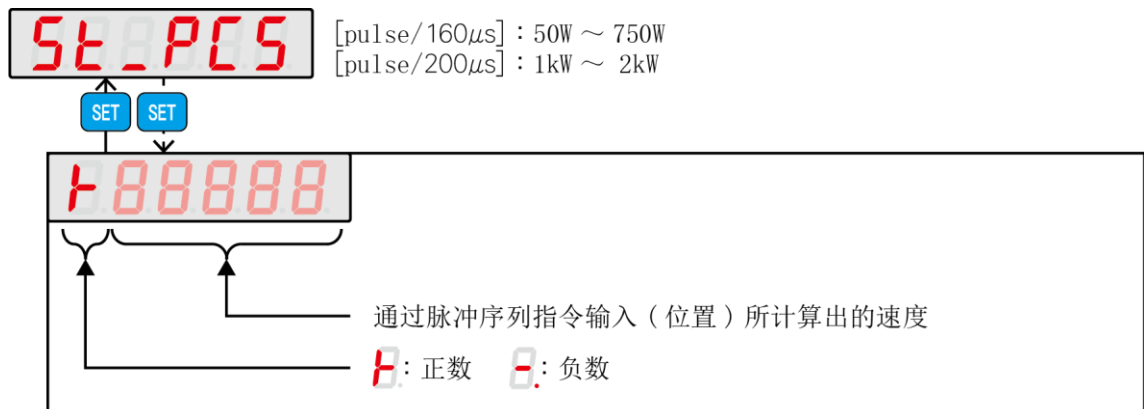 St_PCS
[pulse/160μs]：50W ～ 750W
[pulse/200μs]：1kW ～ 2kW
SET SET
├88888
通过脉冲序列指令输入（位置）所计算出的速度
├：正数 -.：负数